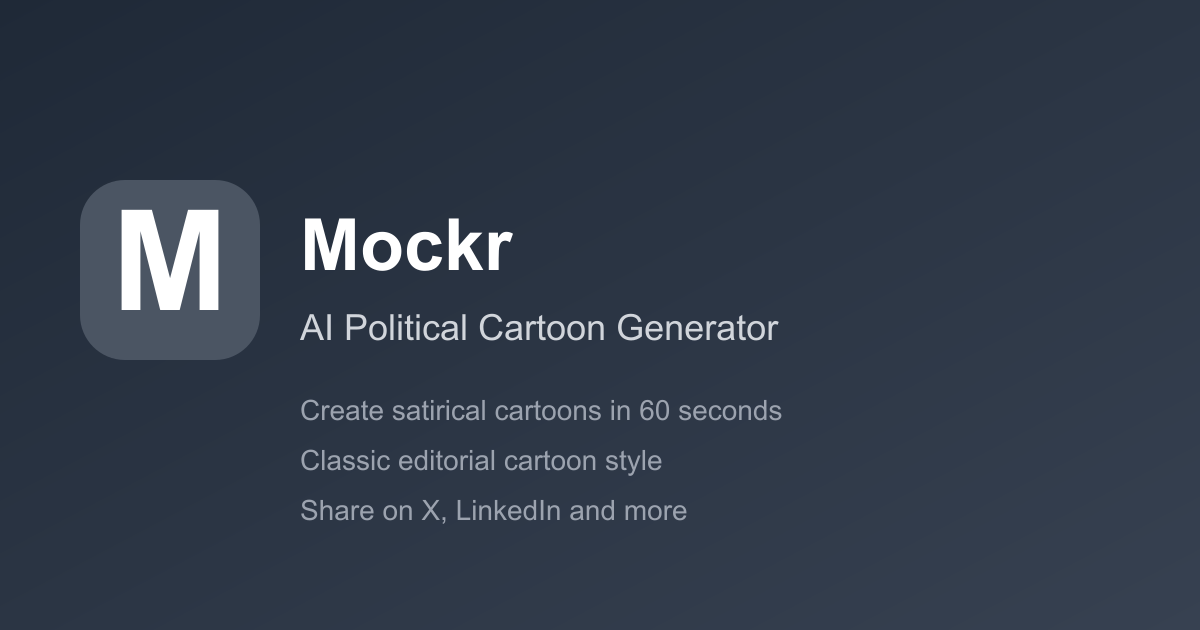 M
Mockr
AI Political Cartoon Generator
Create satirical cartoons in 60 seconds
Classic editorial cartoon style
Share on X, LinkedIn and more